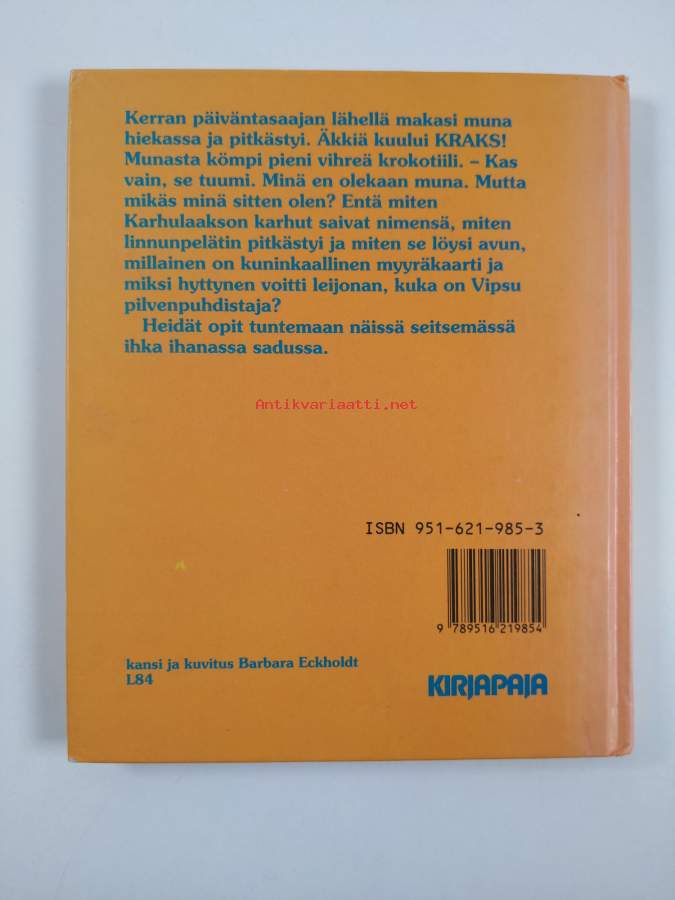 Kerran päiväntasaajan lähellä makasi muna
hiekassa ja pitkästyi. Äkkiä kuului KRAKS!
Munasta kömpi pieni vihreä krokotiili. – Kas
vain, se tuumi. Minä en olekaan muna. Mutta
mikäs minä sitten olen? Entä miten
Karhulaakson karhut saivat nimensä, miten
linnunpelätin pitkästyi ja miten se löysi avun,
millainen on kuninkaallinen myyräkaarti ja
miksi hyttynen voitti leijonan, kuka on Vipsu
pilvenpuhdistaja?
Heidät opit tuntemaan näissä seitsemässä
ihka ihanassa sadussa.
Antikvariaatti.net
ISBN 951-621-985-3
9 789516 219854
kansi ja kuvitus Barbara Eckholdt
L84
KIRJAPAJA